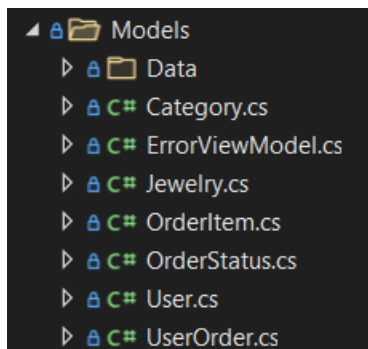 Models
Data
C# Category.cs
C# ErrorViewModel.cs
C# Jewelry.cs
C# OrderItem.cs
C# OrderStatus.cs
C# User.cs
C# UserOrder.cs